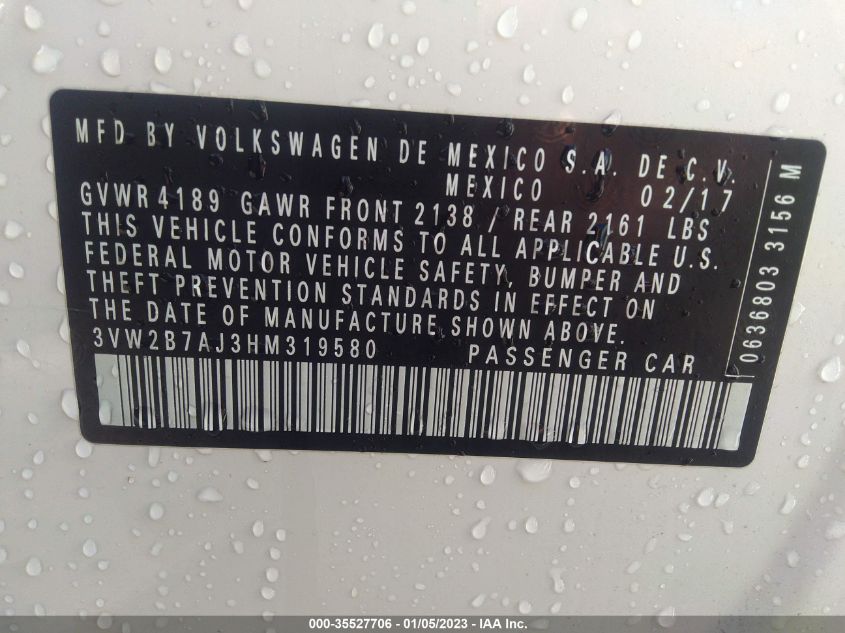 MFD BY VOLKSWAGEN DE MEXICO S.A. DE C.V.
MEXICO 02/17
GVWR 4189 GAWR FRONT 2138 / REAR 2161 LBS
THIS VEHICLE CONFORMS TO ALL APPLICABLE U.S.
FEDERAL MOTOR VEHICLE SAFETY, BUMPER AND
THEFT PREVENTION STANDARDS IN EFFECT ON
THE DATE OF MANUFACTURE SHOWN ABOVE.
3VW2B7AJ3HM319580 PASSENGER CAR
0636803 3156 M
000-35527706 - 01/05/2023 - IAA Inc.